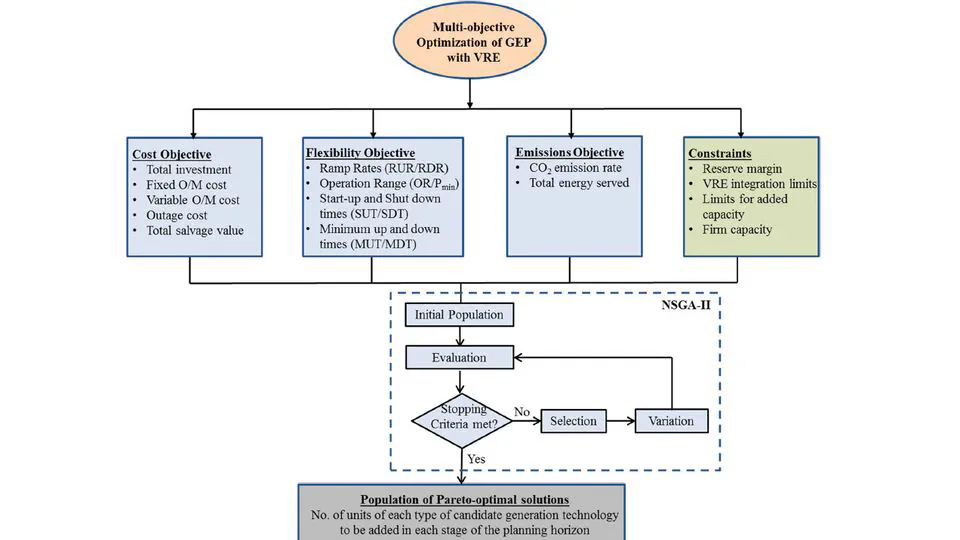 Multi-objective
Optimization of GEP
with VRE
Cost Objective
• Total investment
• Fixed O/M cost
• Variable O/M cost
• Outage cost
• Total salvage value
Flexibility Objective
• Ramp Rates (RUR/RDR)
• Operation Range (OR/Pmin)
• Start-up and Shut down
times (SUT/SDT)
• Minimum up and down
times (MUT/MDT)
Emissions Objective
• CO2 emission rate
• Total energy served
Constraints
• Reserve margin
• VRE integration limits
• Limits for added
capacity
• Firm capacity
NSGA-II
Initial Population
Evaluation
Stopping
Criteria met?
No
Selection
Variation
Yes
Population of Pareto-optimal solutions
No. of units of each type of candidate generation technology
to be added in each stage of the planning horizon